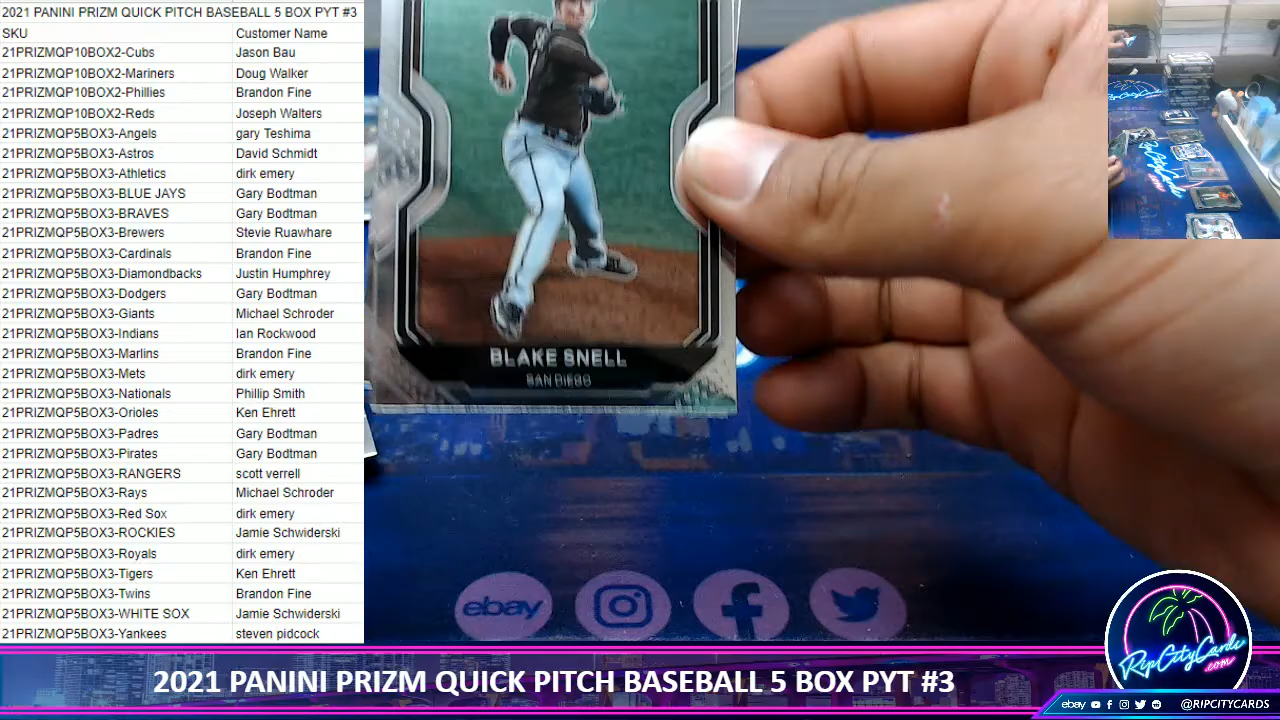 2021 PANINI PRIZM QUICK PITCH BASEBALL 5 BOX PYT #3
SKU Customer Name
21PRIZMQP10BOX2-Cubs Jason Bau
21PRIZMQP10BOX2-Mariners Doug Walker
21PRIZMQP10BOX2-Phillies Brandon Fine
21PRIZMQP10BOX2-Reds Joseph Walters
21PRIZMQP5BOX3-Angels gary Teshima
21PRIZMQP5BOX3-Astros David Schmidt
21PRIZMQP5BOX3-Athletics dirk emery
21PRIZMQP5BOX3-BLUE JAYS Gary Bodtman
21PRIZMQP5BOX3-BRAVES Gary Bodtman
21PRIZMQP5BOX3-Brewers Stevie Ruawhare
21PRIZMQP5BOX3-Cardinals Brandon Fine
21PRIZMQP5BOX3-Diamondbacks Justin Humphrey
21PRIZMQP5BOX3-Dodgers Gary Bodtman
21PRIZMQP5BOX3-Giants Michael Schroder
21PRIZMQP5BOX3-Indians Ian Rockwood
21PRIZMQP5BOX3-Marlins Brandon Fine
21PRIZMQP5BOX3-Mets dirk emery
21PRIZMQP5BOX3-Nationals Phillip Smith
21PRIZMQP5BOX3-Orioles Ken Ehrett
21PRIZMQP5BOX3-Padres Gary Bodtman
21PRIZMQP5BOX3-Pirates Gary Bodtman
21PRIZMQP5BOX3-RANGERS scott verrell
21PRIZMQP5BOX3-Rays Michael Schroder
21PRIZMQP5BOX3-Red Sox dirk emery
21PRIZMQP5BOX3-ROCKIES Jamie Schwiderski
21PRIZMQP5BOX3-Royals dirk emery
21PRIZMQP5BOX3-Tigers Ken Ehrett
21PRIZMQP5BOX3-Twins Brandon Fine
21PRIZMQP5BOX3-WHITE SOX Jamie Schwiderski
21PRIZMQP5BOX3-Yankees steven pidcock
BLAKE SNELL
SAN DIEGO
RipCityCards
.com
ebay
2021 PANINI PRIZM QUICK PITCH BASEBALL 5 BOX PYT #3
RipCityCards
.com
ebay @RIPCITYCARDS